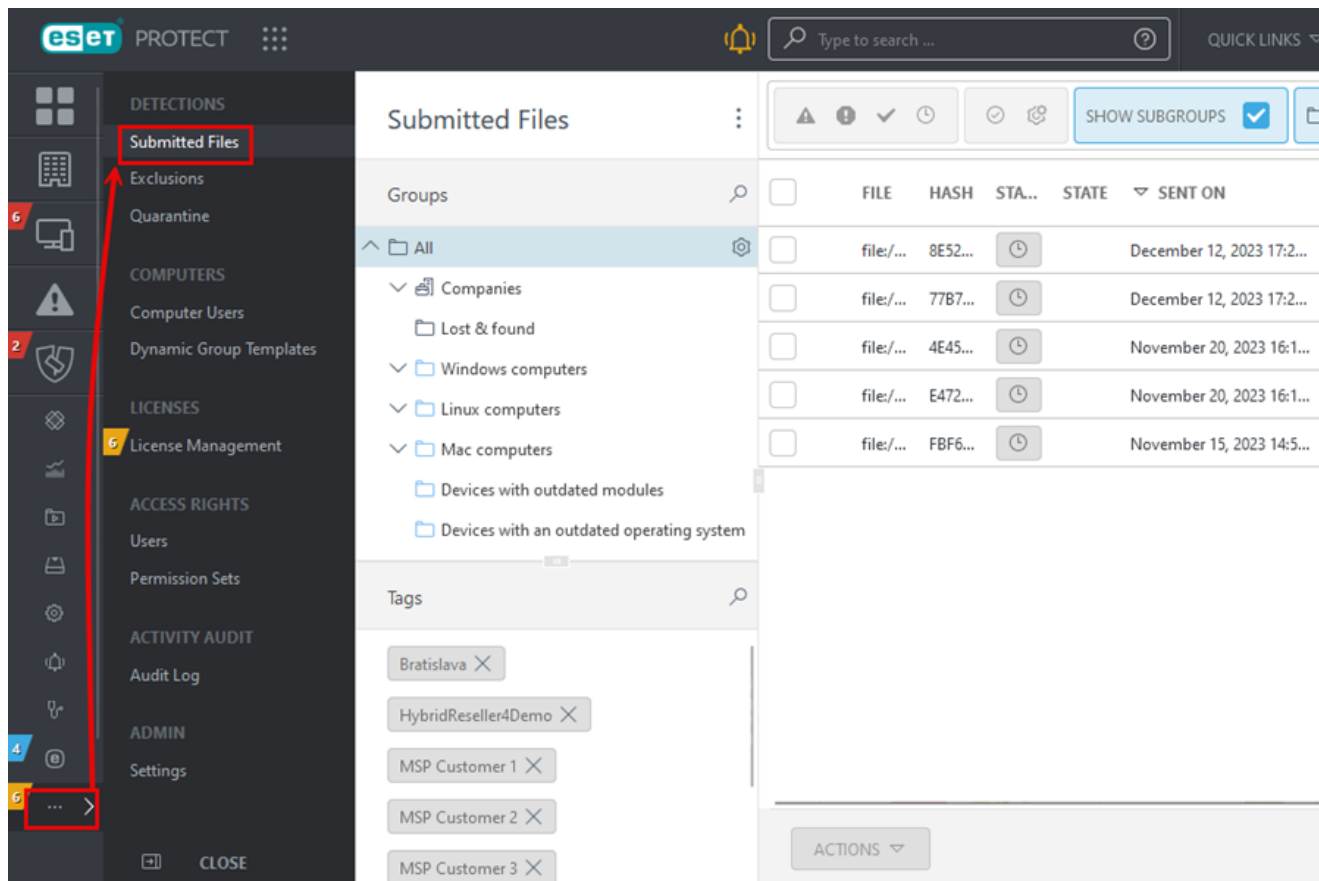 eset PROTECT
Type to search ...
QUICK LINKS
6
2
4
6
DETECTIONS
Submitted Files
Exclusions
Quarantine
COMPUTERS
Computer Users
Dynamic Group Templates
LICENSES
6 License Management
ACCESS RIGHTS
Users
Permission Sets
ACTIVITY AUDIT
Audit Log
ADMIN
Settings
CLOSE
Submitted Files
Groups
All
Companies
Lost & found
Windows computers
Linux computers
Mac computers
Devices with outdated modules
Devices with an outdated operating system
Tags
Bratislava
HybridReseller4Demo
MSP Customer 1
MSP Customer 2
MSP Customer 3
SHOW SUBGROUPS
FILE HASH STA... STATE SENT ON
file:/... 8E52... December 12, 2023 17:2...
file:/... 77B7... December 12, 2023 17:2...
file:/... 4E45... November 20, 2023 16:1...
file:/... E472... November 20, 2023 16:1...
file:/... FBF6... November 15, 2023 14:5...
ACTIONS